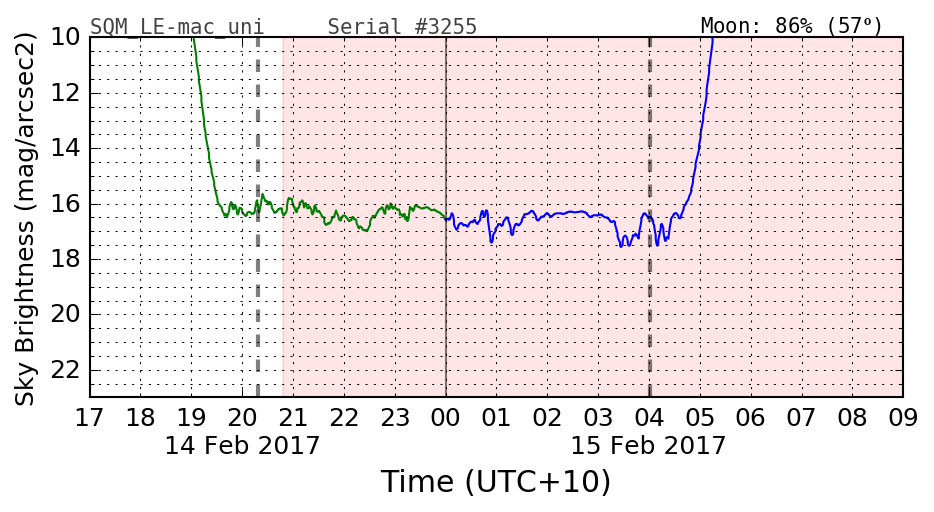 SQM_LE-mac_uni Serial #3255 Moon: 86% (57°)
Sky Brightness (mag/arcsec2)
10
12
14
16
18
20
22
17 18 19 20 21 22 23 00 01 02 03 04 05 06 07 08 09
14 Feb 2017 15 Feb 2017
Time (UTC+10)